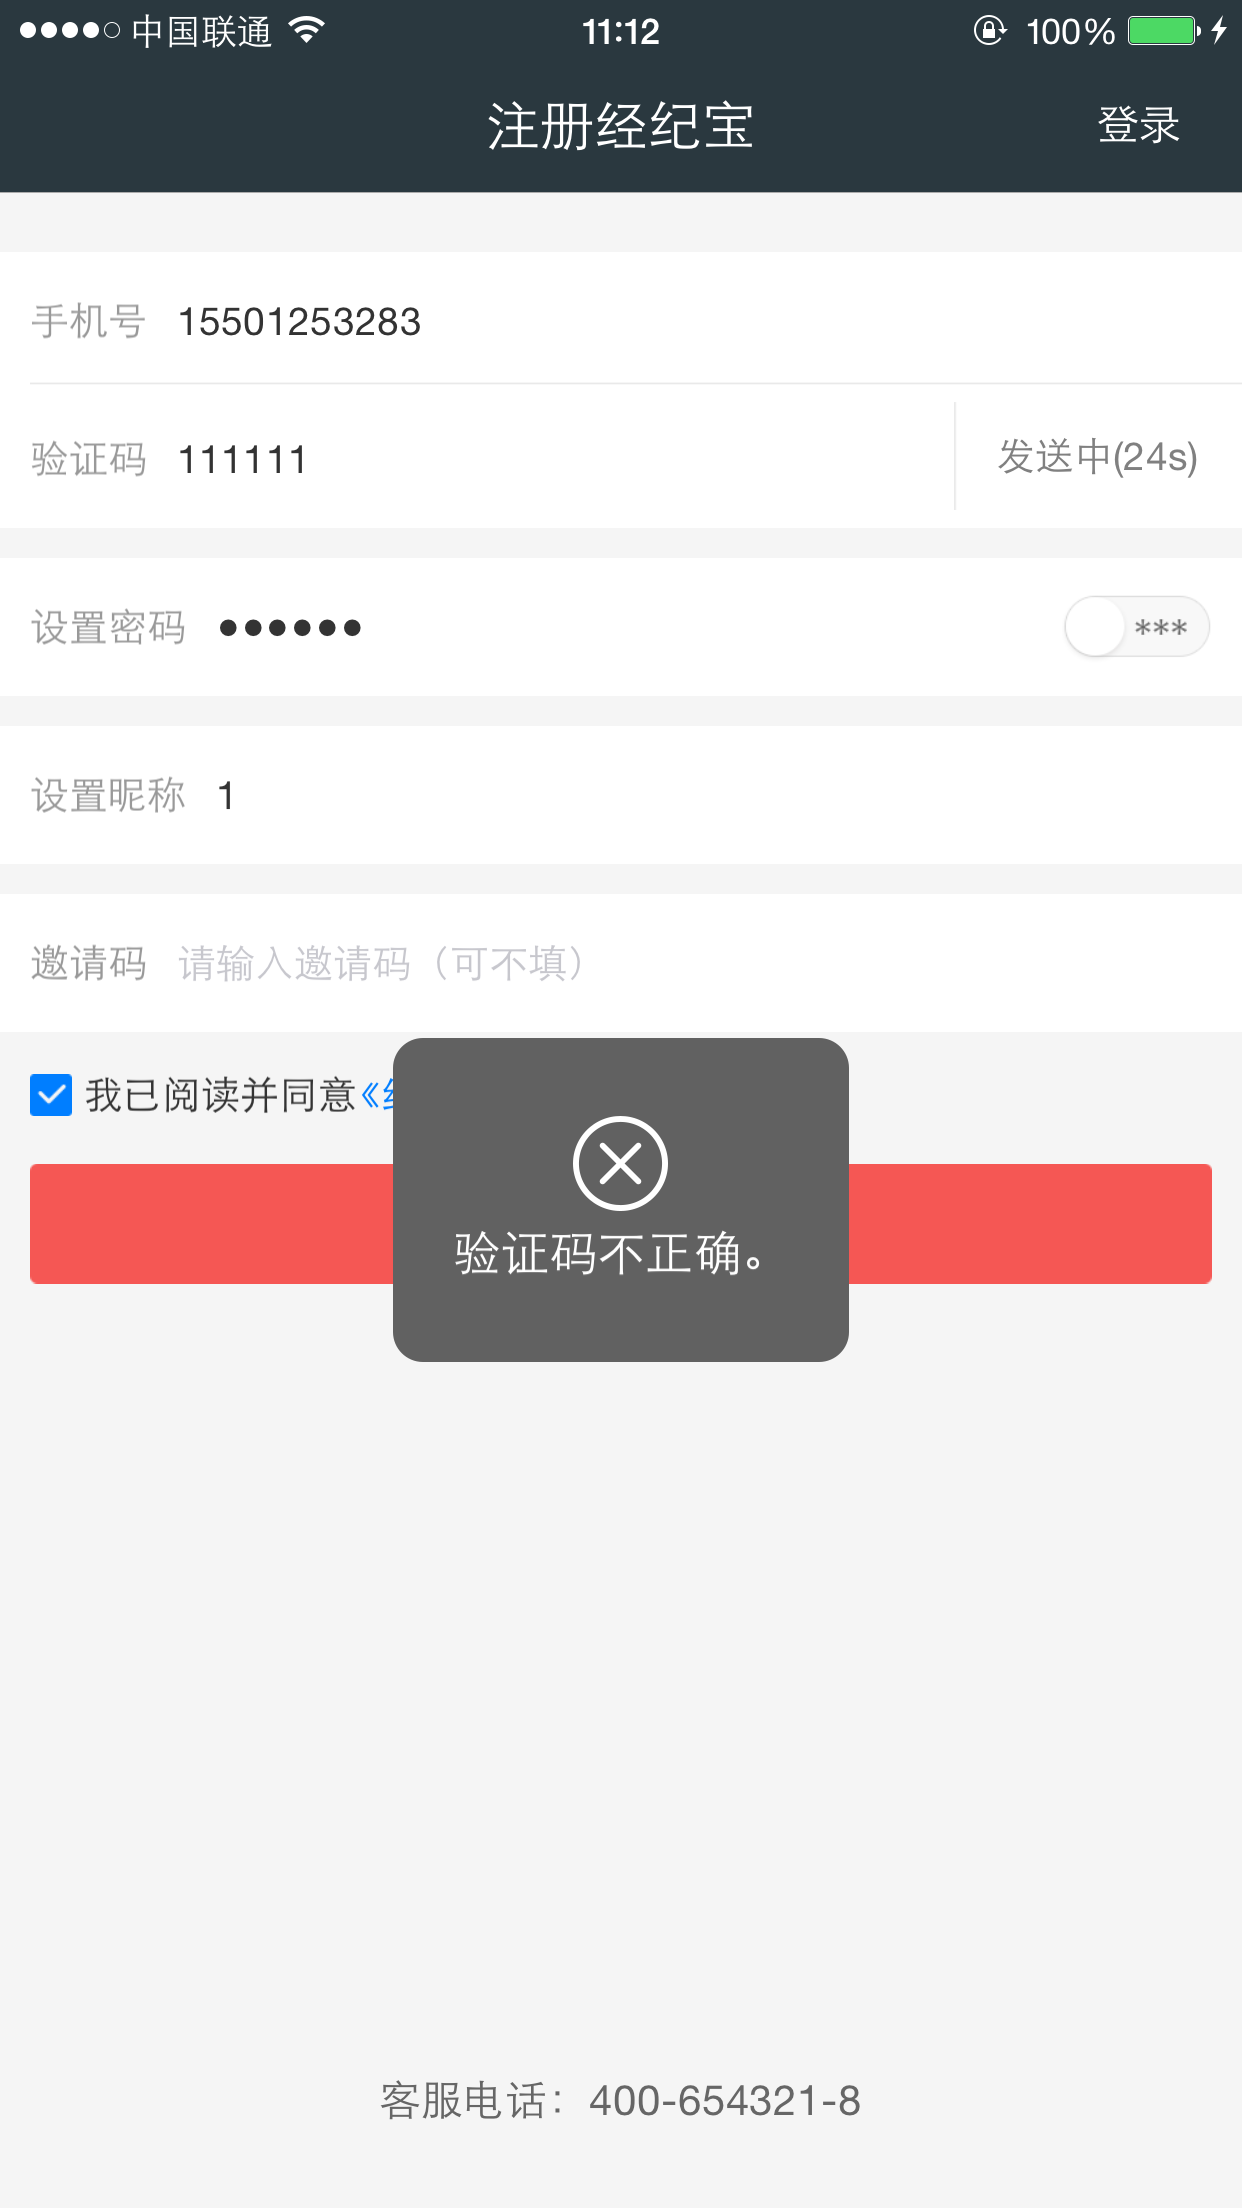 中国联通 11:12 100%
注册经纪宝 登录
手机号 15501253283
验证码 111111 发送中(24s)
设置密码 •••••• ***
设置昵称 1
邀请码 请输入邀请码（可不填）
我已阅读并同意《
验证码不正确。
客服电话：400-654321-8